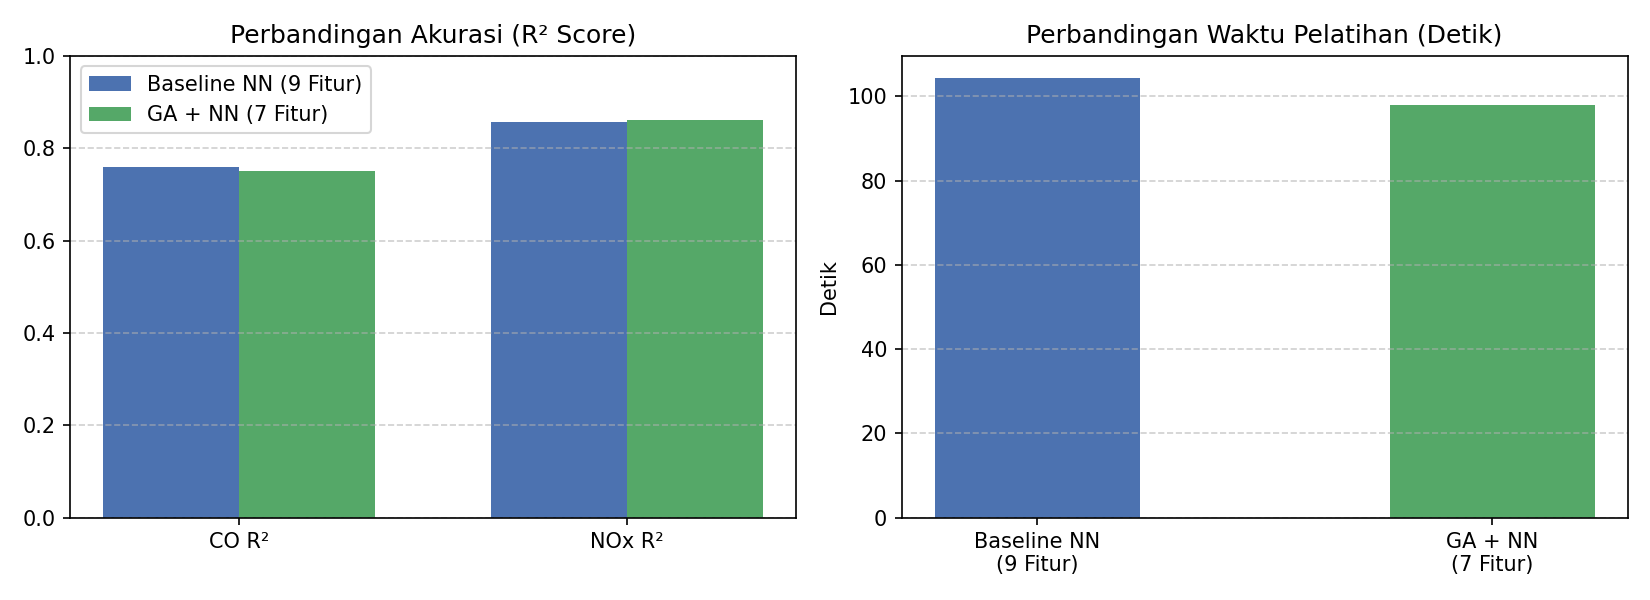 Perbandingan Akurasi (R² Score)
1.0
0.8
0.6
0.4
0.2
0.0
Baseline NN (9 Fitur)
GA + NN (7 Fitur)
CO R²
NOx R²
Perbandingan Waktu Pelatihan (Detik)
Detik
100
80
60
40
20
0
Baseline NN
(9 Fitur)
GA + NN
(7 Fitur)